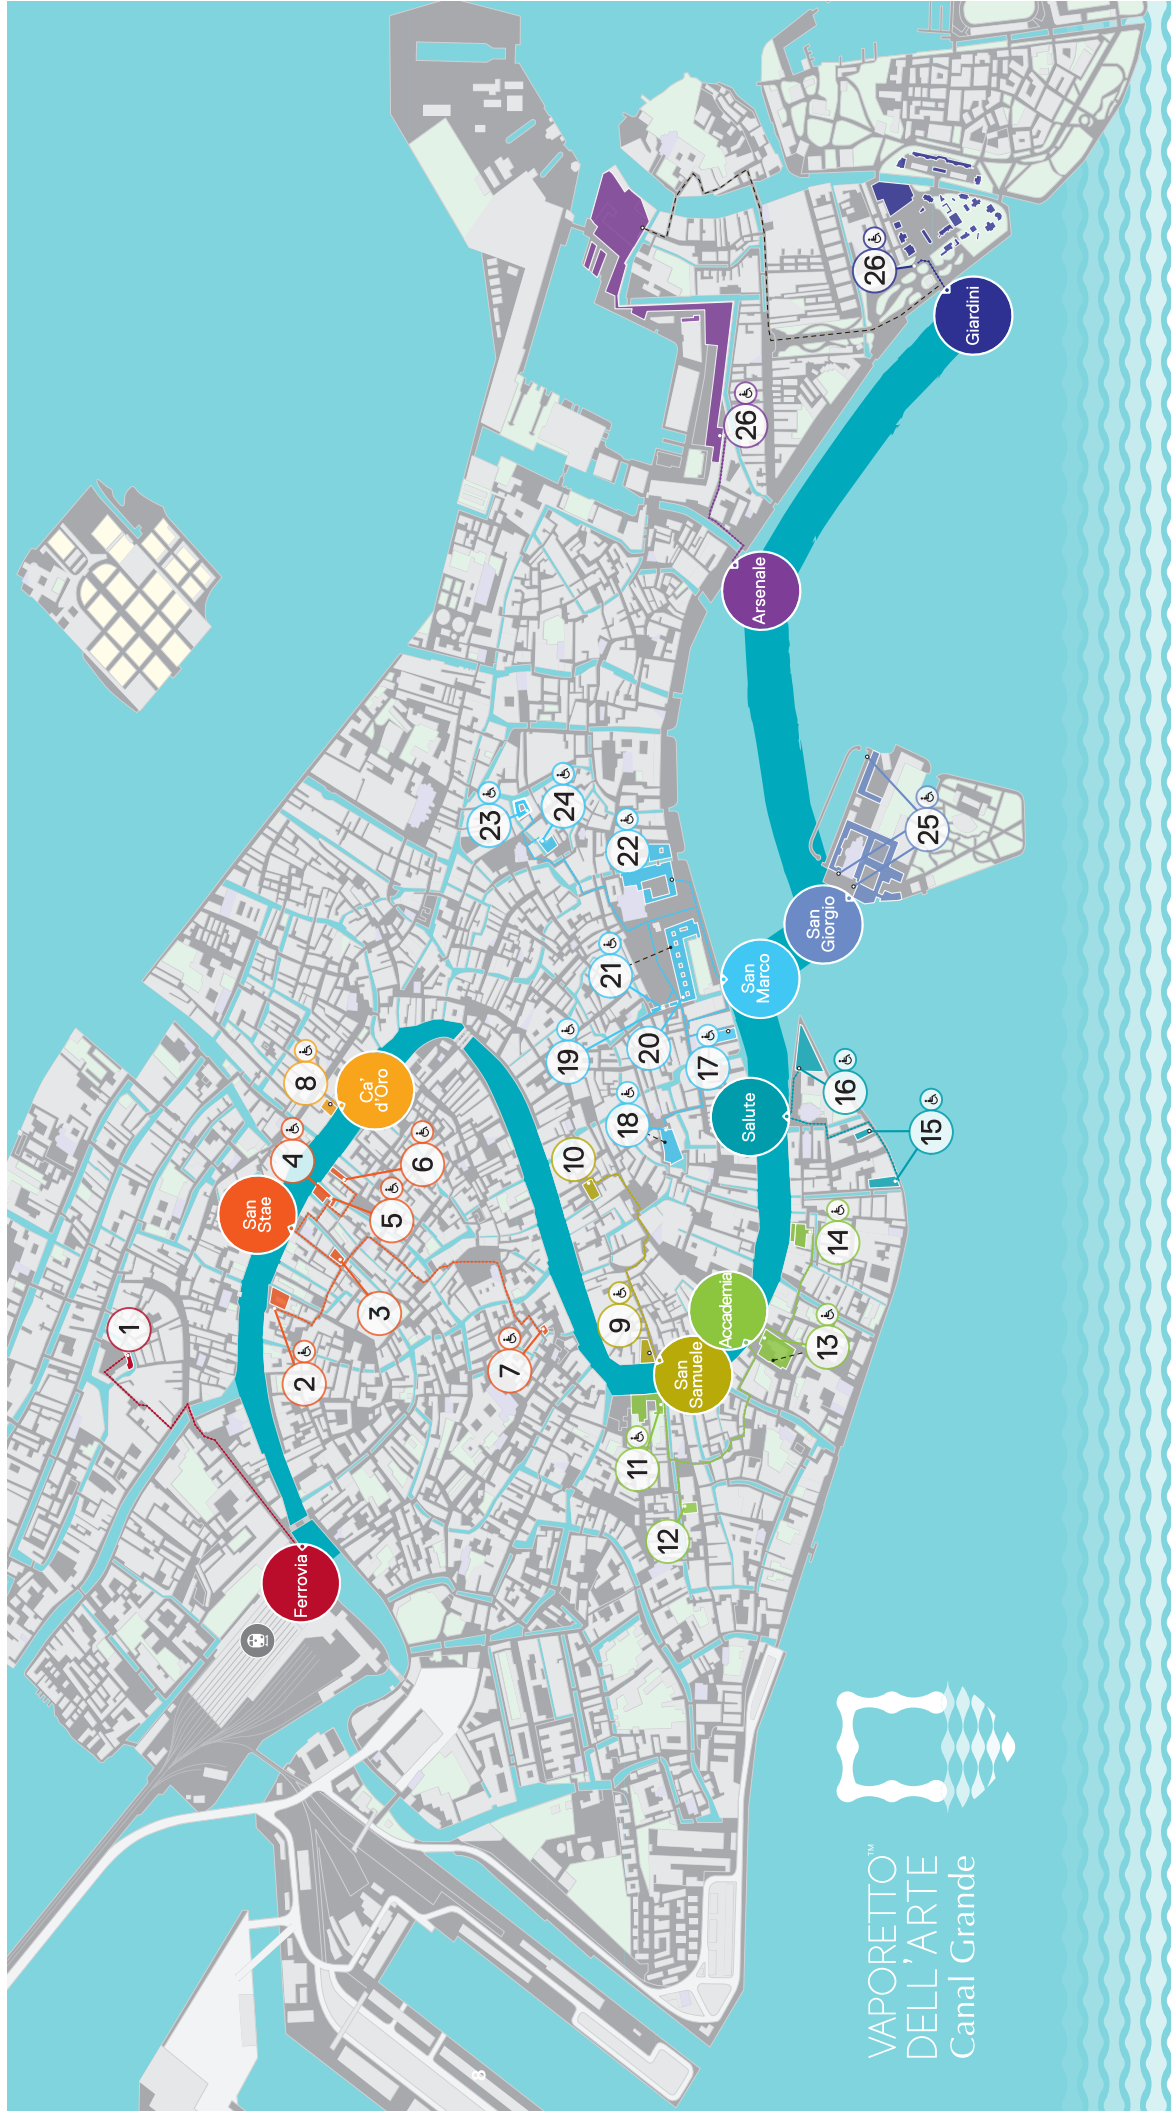 VAPORETTO™
DELL'ARTE
Canal Grande
8
Ferrovia
1
San
Stae
2
3
4
5
6
7
Ca'
d'Oro
8
San
Samuele
9
10
Accademia
11
12
13
14
Salute
15
16
San
Marco
17
18
19
20
21
22
23
24
San
Giorgio
25
Arsenale
26
Giardini
26